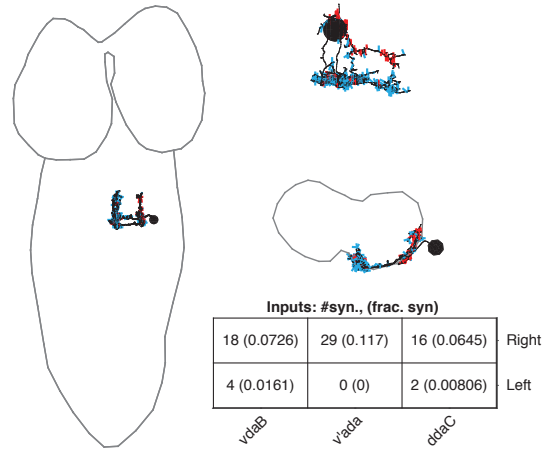 Inputs: #syn., (frac. syn)
18 (0.0726) 29 (0.117) 16 (0.0645) Right
4 (0.0161) 0 (0) 2 (0.00806) Left
vdaB v'ada ddaC